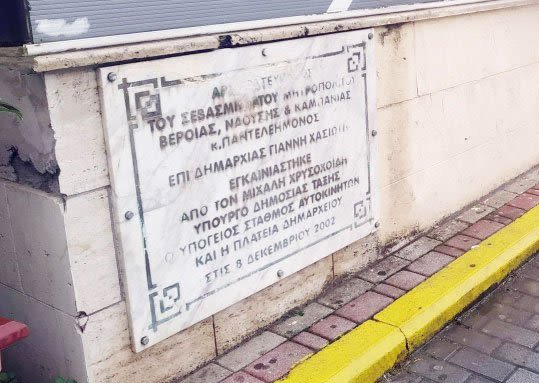 ΤΟΥ ΣΕΒΑΣΜΙΩΤΑΤΟΥ ΜΗΤΡΟΠΟΛΙΤΟΥ
ΒΕΡΟΙΑΣ, ΝΑΟΥΣΗΣ & ΚΑΜΠΑΝΙΑΣ
κ. ΠΑΝΤΕΛΕΗΜΟΝΟΣ
ΕΠΙ ΔΗΜΑΡΧΙΑΣ ΓΙΑΝΝΗ ΧΑΣΙΩΤΗ
ΕΓΚΑΙΝΙΑΣΤΗΚΕ
ΑΠΟ ΤΟΝ ΜΙΧΑΛΗ ΧΡΥΣΟΧΟΪΔΗ
ΥΠΟΥΡΓΟ ΔΗΜΟΣΙΑΣ ΤΑΞΗΣ
Ο ΥΠΟΓΕΙΟΣ ΣΤΑΘΜΟΣ ΑΥΤΟΚΙΝΗΤΩΝ
ΚΑΙ Η ΠΛΑΤΕΙΑ ΔΗΜΑΡΧΕΙΟΥ
ΣΤΙΣ 8 ΔΕΚΕΜΒΡΙΟΥ 2002